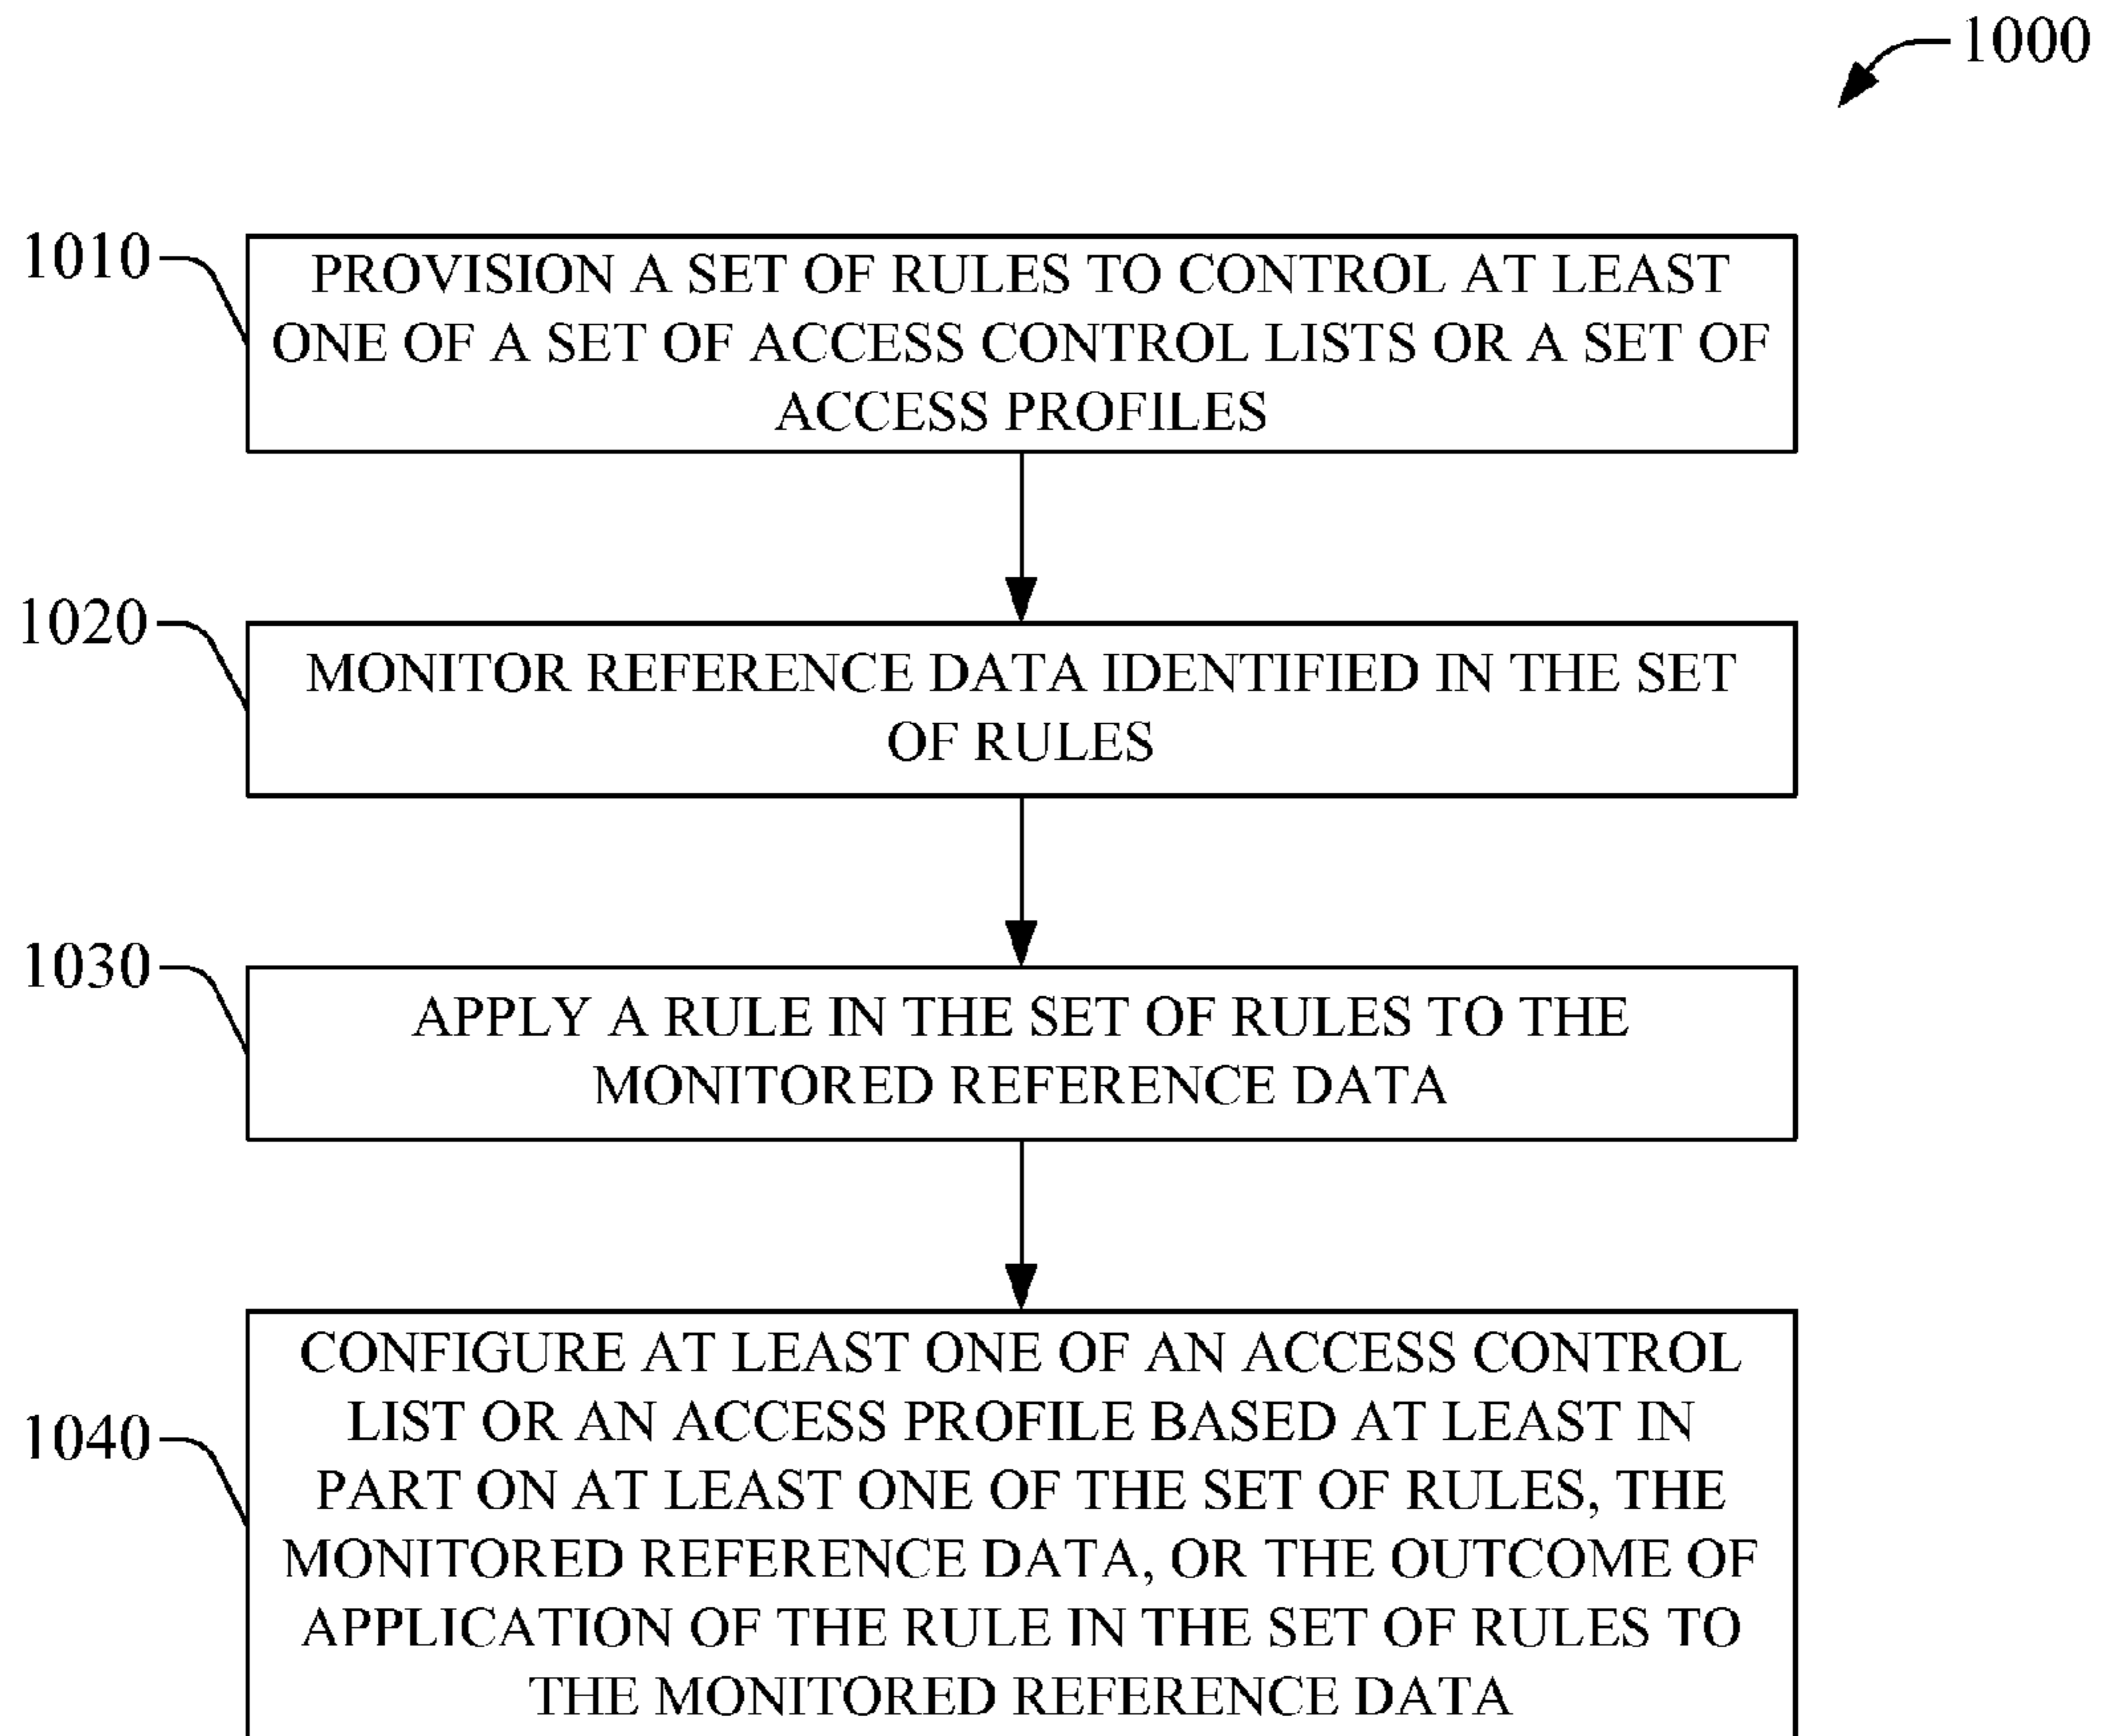 1000
1010
PROVISION A SET OF RULES TO CONTROL AT LEAST
ONE OF A SET OF ACCESS CONTROL LISTS OR A SET OF
ACCESS PROFILES
1020
MONITOR REFERENCE DATA IDENTIFIED IN THE SET
OF RULES
1030
APPLY A RULE IN THE SET OF RULES TO THE
MONITORED REFERENCE DATA
1040
CONFIGURE AT LEAST ONE OF AN ACCESS CONTROL
LIST OR AN ACCESS PROFILE BASED AT LEAST IN
PART ON AT LEAST ONE OF THE SET OF RULES, THE
MONITORED REFERENCE DATA, OR THE OUTCOME OF
APPLICATION OF THE RULE IN THE SET OF RULES TO
THE MONITORED REFERENCE DATA